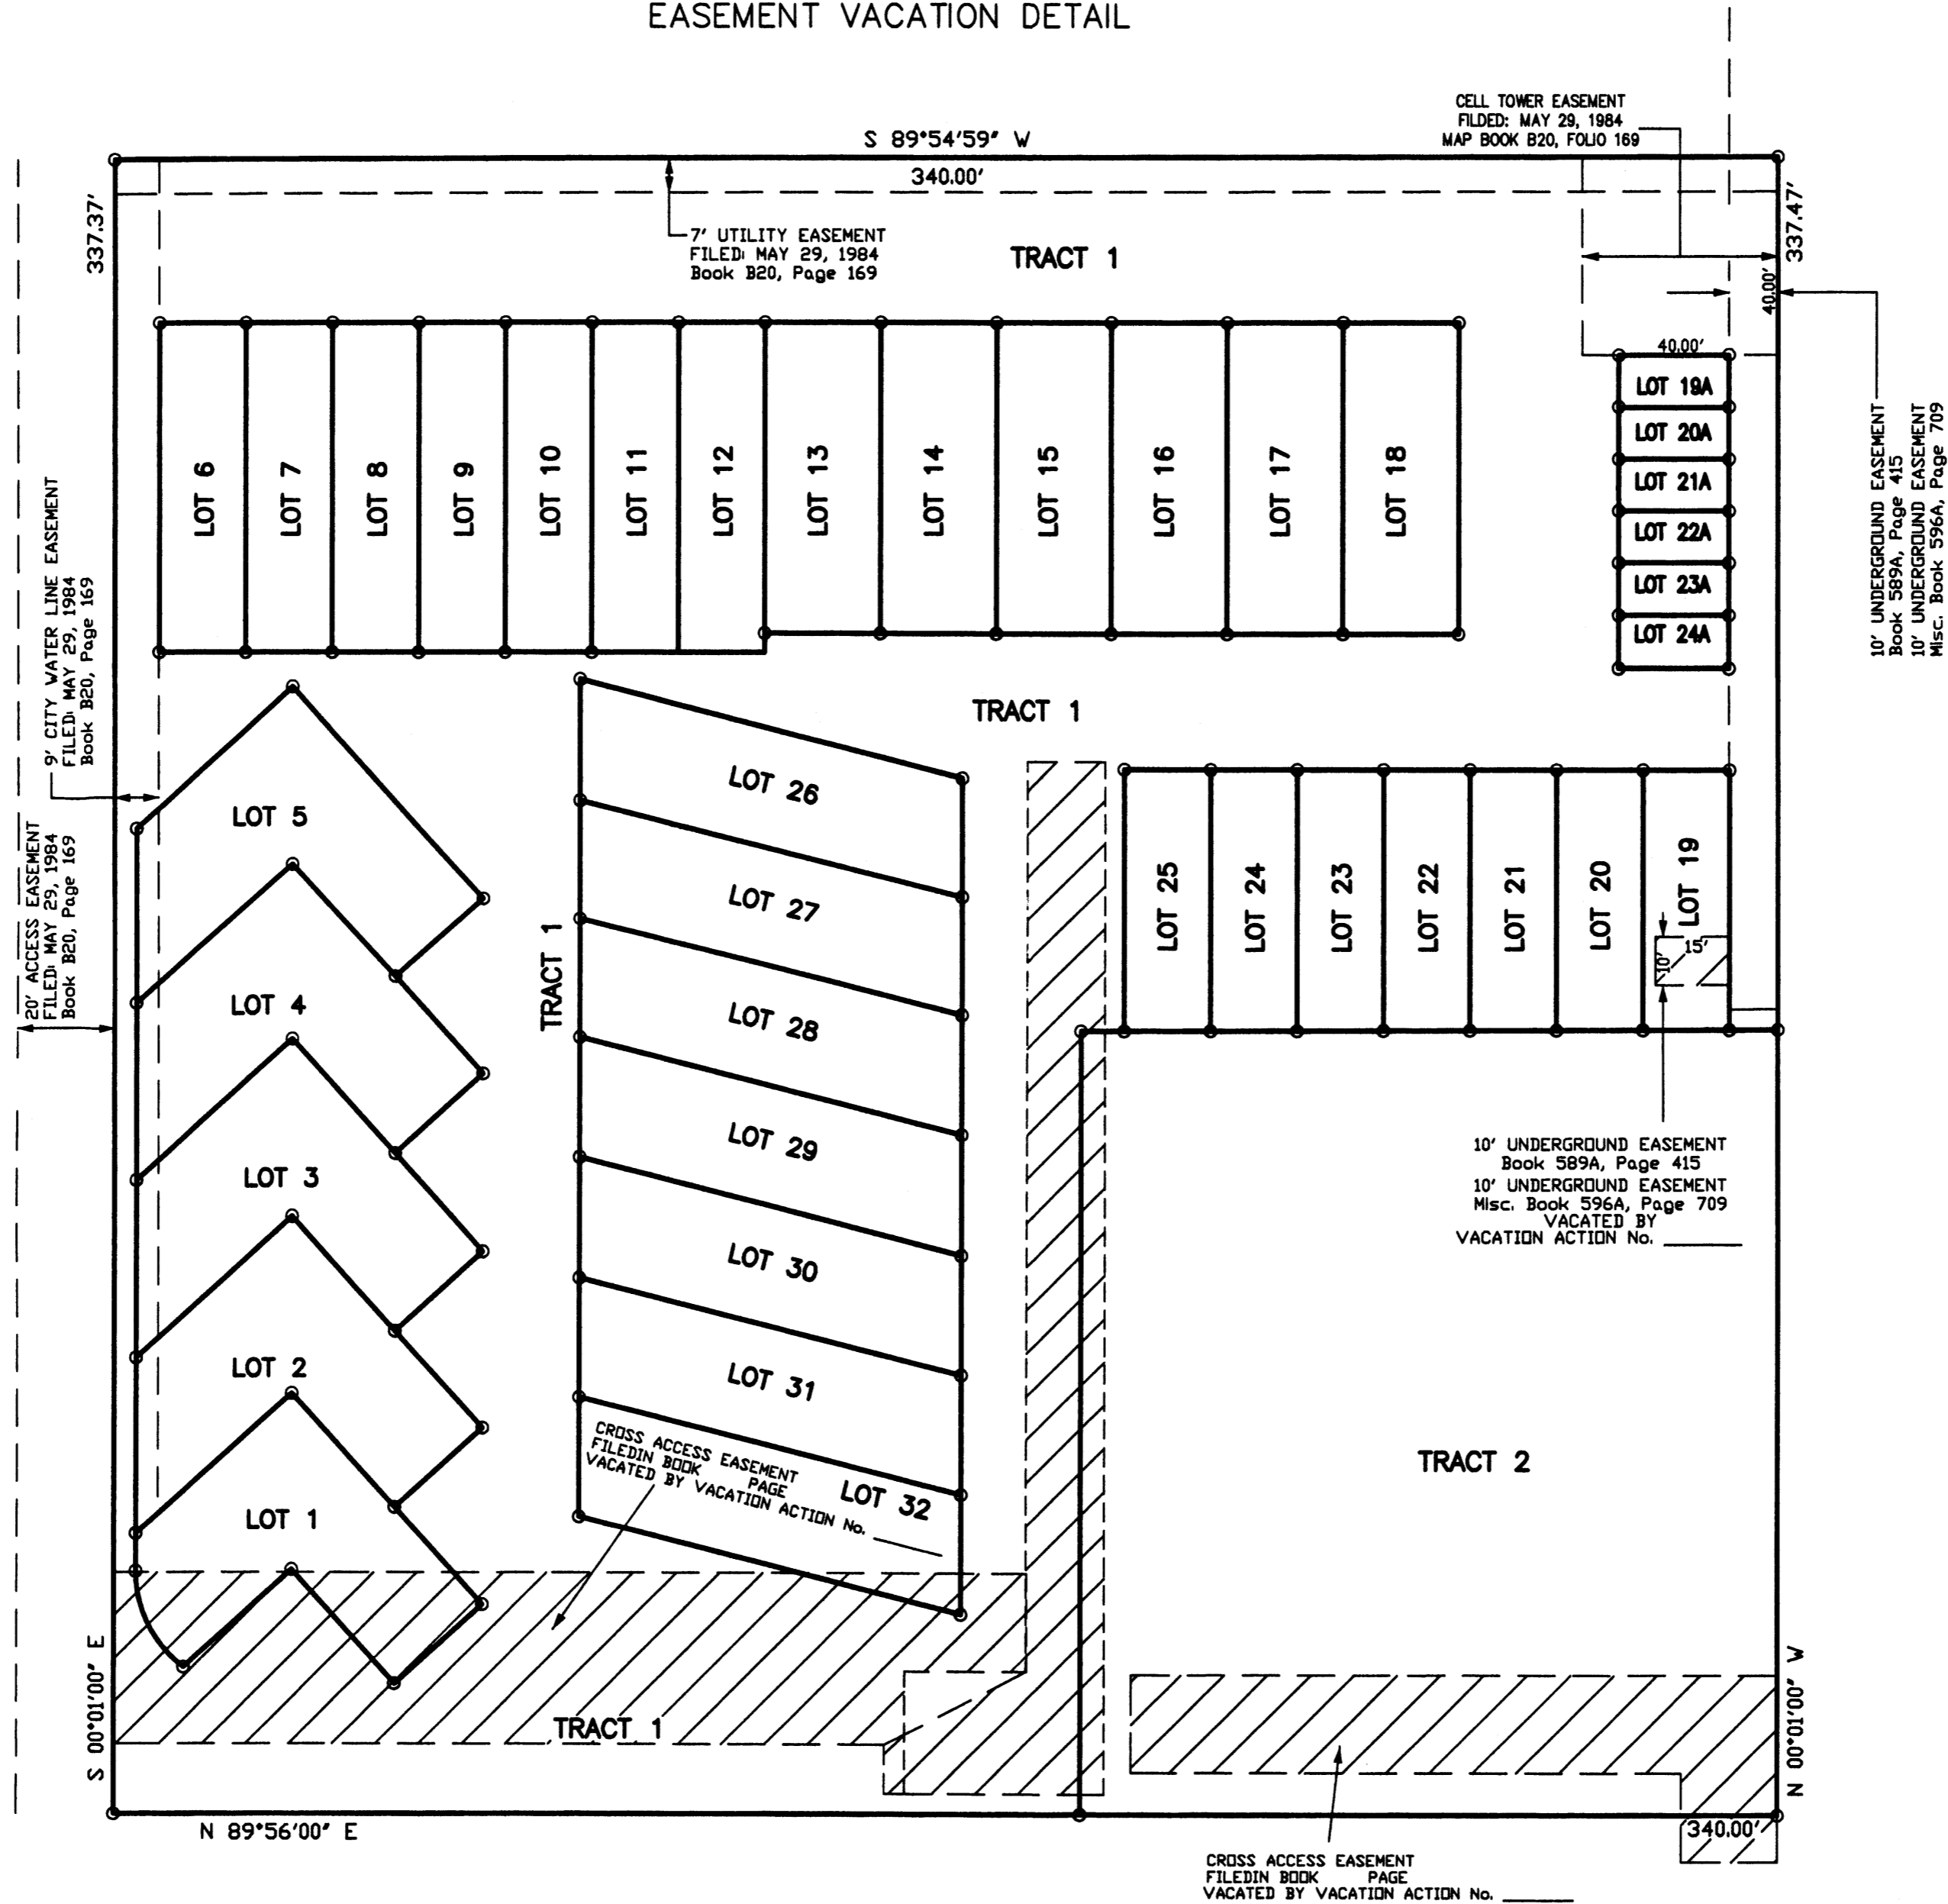 EASEMENT VACATION DETAIL
CELL TOWER EASEMENT
FILDED: MAY 29, 1984
MAP BOOK B20, FOLIO 169
S 89°54'59" W
340.00'
337.37'
337.47'
7' UTILITY EASEMENT
FILED: MAY 29, 1984
Book B20, Page 169
TRACT 1
40.00'
40.00'
LOT 6
LOT 7
LOT 8
LOT 9
LOT 10
LOT 11
LOT 12
LOT 13
LOT 14
LOT 15
LOT 16
LOT 17
LOT 18
LOT 19A
LOT 20A
LOT 21A
LOT 22A
LOT 23A
LOT 24A
10' UNDERGROUND EASEMENT
Book 589A, Page 415
10' UNDERGROUND EASEMENT
Misc. Book 596A, Page 709
9' CITY WATER LINE EASEMENT
FILED: MAY 29, 1984
Book B20, Page 169
20' ACCESS EASEMENT
FILED: MAY 29, 1984
Book B20, Page 169
TRACT 1
LOT 5
LOT 4
LOT 3
LOT 2
LOT 1
TRACT 1
LOT 26
LOT 27
LOT 28
LOT 29
LOT 30
LOT 31
LOT 32
CROSS ACCESS EASEMENT
FILEDIN BOOK PAGE
VACATED BY VACATION ACTION No.
LOT 25
LOT 24
LOT 23
LOT 22
LOT 21
LOT 20
LOT 19
15'
10'
10' UNDERGROUND EASEMENT
Book 589A, Page 415
10' UNDERGROUND EASEMENT
Misc. Book 596A, Page 709
VACATED BY
VACATION ACTION No.
TRACT 2
TRACT 1
S 00°01'00" E
N 00°01'00" W
N 89°56'00" E
340.00'
CROSS ACCESS EASEMENT
FILEDIN BOOK PAGE
VACATED BY VACATION ACTION No.